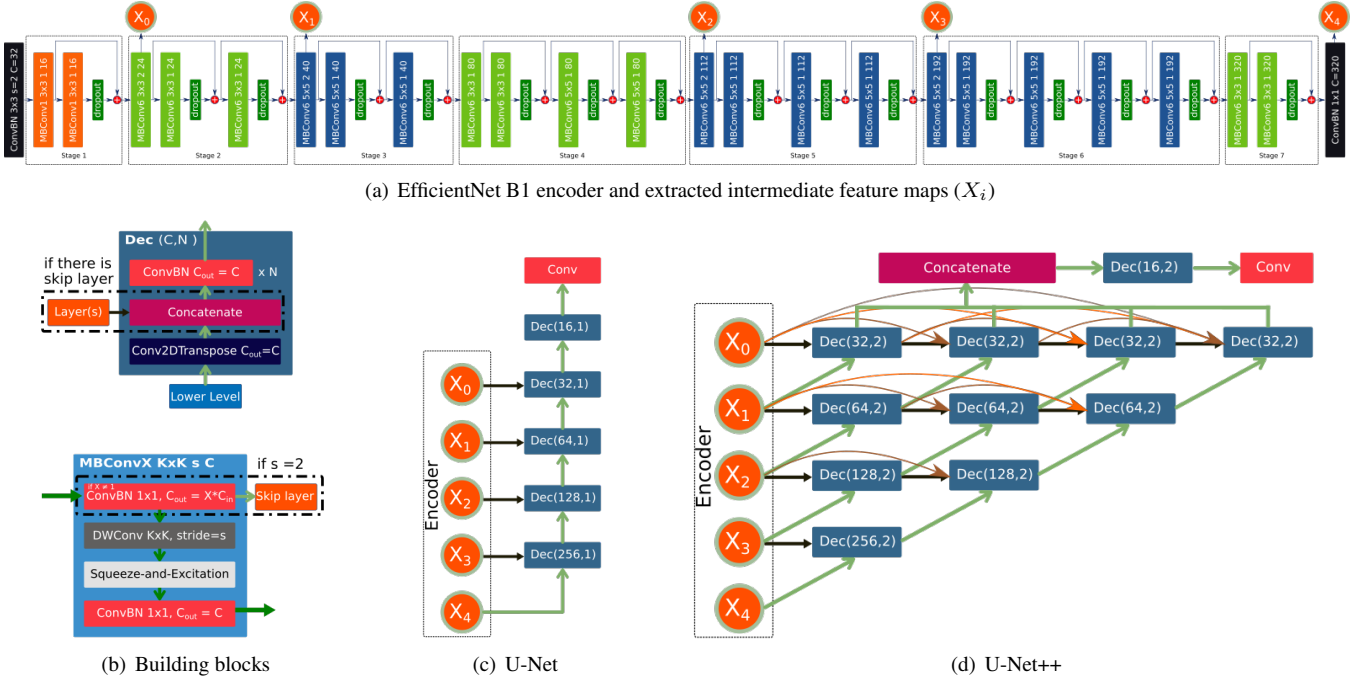 X0
X1
X2
X3
X4
ConvBN 3x3 s=2 C=32
MBConv1 3x3 1 16
MBConv1 3x3 1 16
dropout
Stage 1
MBConv6 3x3 2 24
MBConv6 3x3 1 24
dropout
MBConv6 3x3 1 24
dropout
Stage 2
MBConv6 5x5 2 40
MBConv6 5x5 1 40
dropout
MBConv6 5x5 1 40
dropout
Stage 3
MBConv6 3x3 1 80
MBConv6 3x3 1 80
dropout
MBConv6 5x5 1 80
dropout
MBConv6 5x5 1 80
dropout
Stage 4
MBConv6 5x5 2 112
MBConv6 5x5 1 112
dropout
MBConv6 5x5 1 112
dropout
MBConv6 5x5 1 112
dropout
Stage 5
MBConv6 5x5 2 192
MBConv6 5x5 1 192
dropout
MBConv6 5x5 1 192
dropout
MBConv6 5x5 1 192
dropout
MBConv6 5x5 1 192
dropout
Stage 6
MBConv6 3x3 1 320
MBConv6 3x3 1 320
dropout
Stage 7
ConvBN 1x1 C=320
(a) EfficientNet B1 encoder and extracted intermediate feature maps (Xi)
Dec (C,N )
if there is
skip layer
ConvBN Cout = C
x N
Layer(s)
Concatenate
Conv2DTranspose Cout=C
Lower Level
MBConvX KxK s C
if s =2
if X ≠ 1
ConvBN 1x1, Cout = X*Cin
Skip layer
DWConv KxK, stride=s
Squeeze-and-Excitation
ConvBN 1x1, Cout = C
(b) Building blocks
Conv
Dec(16,1)
Encoder
X0
Dec(32,1)
X1
Dec(64,1)
X2
Dec(128,1)
X3
Dec(256,1)
X4
(c) U-Net
Concatenate
Dec(16,2)
Conv
Encoder
X0
Dec(32,2)
Dec(32,2)
Dec(32,2)
Dec(32,2)
X1
Dec(64,2)
Dec(64,2)
Dec(64,2)
X2
Dec(128,2)
Dec(128,2)
X3
Dec(256,2)
X4
(d) U-Net++